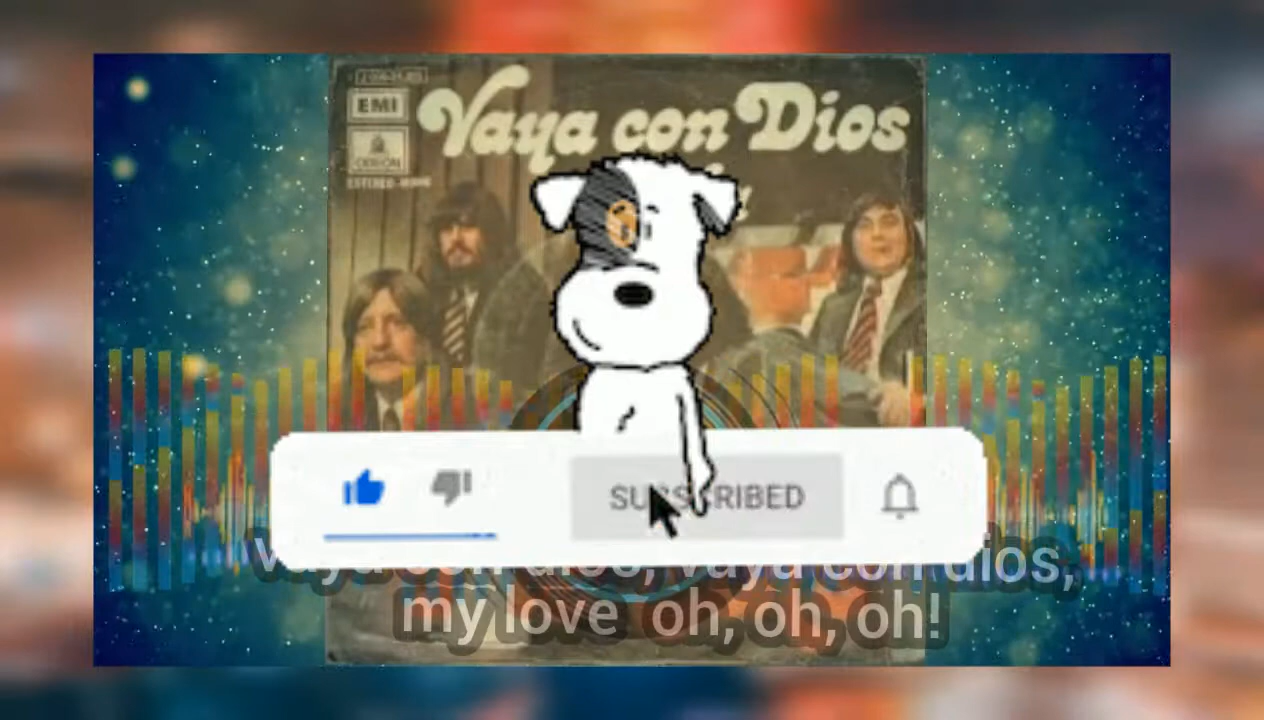 EMI
Vaya con Dios
ODEON
SUBSCRIBED
vaya con dios, vaya con dios,
my love oh, oh, oh!